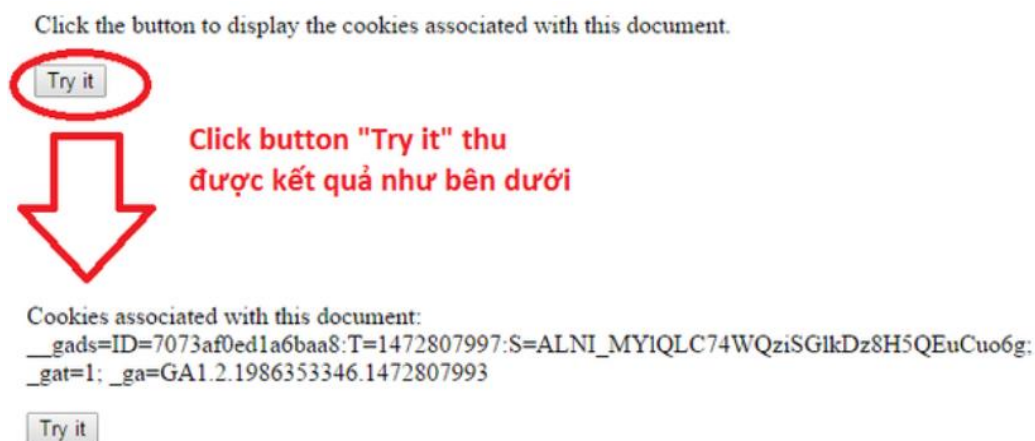 Click the button to display the cookies associated with this document.
Try it
Click button "Try it" thu
được kết quả như bên dưới
Cookies associated with this document:
__gads=ID=7073af0ed1a6baa8:T=1472807997:S=ALNI_MYlQLC74WQziSGlkDz8H5QEuCuo6g;
_gat=1; _ga=GA1.2.1986353346.1472807993
Try it